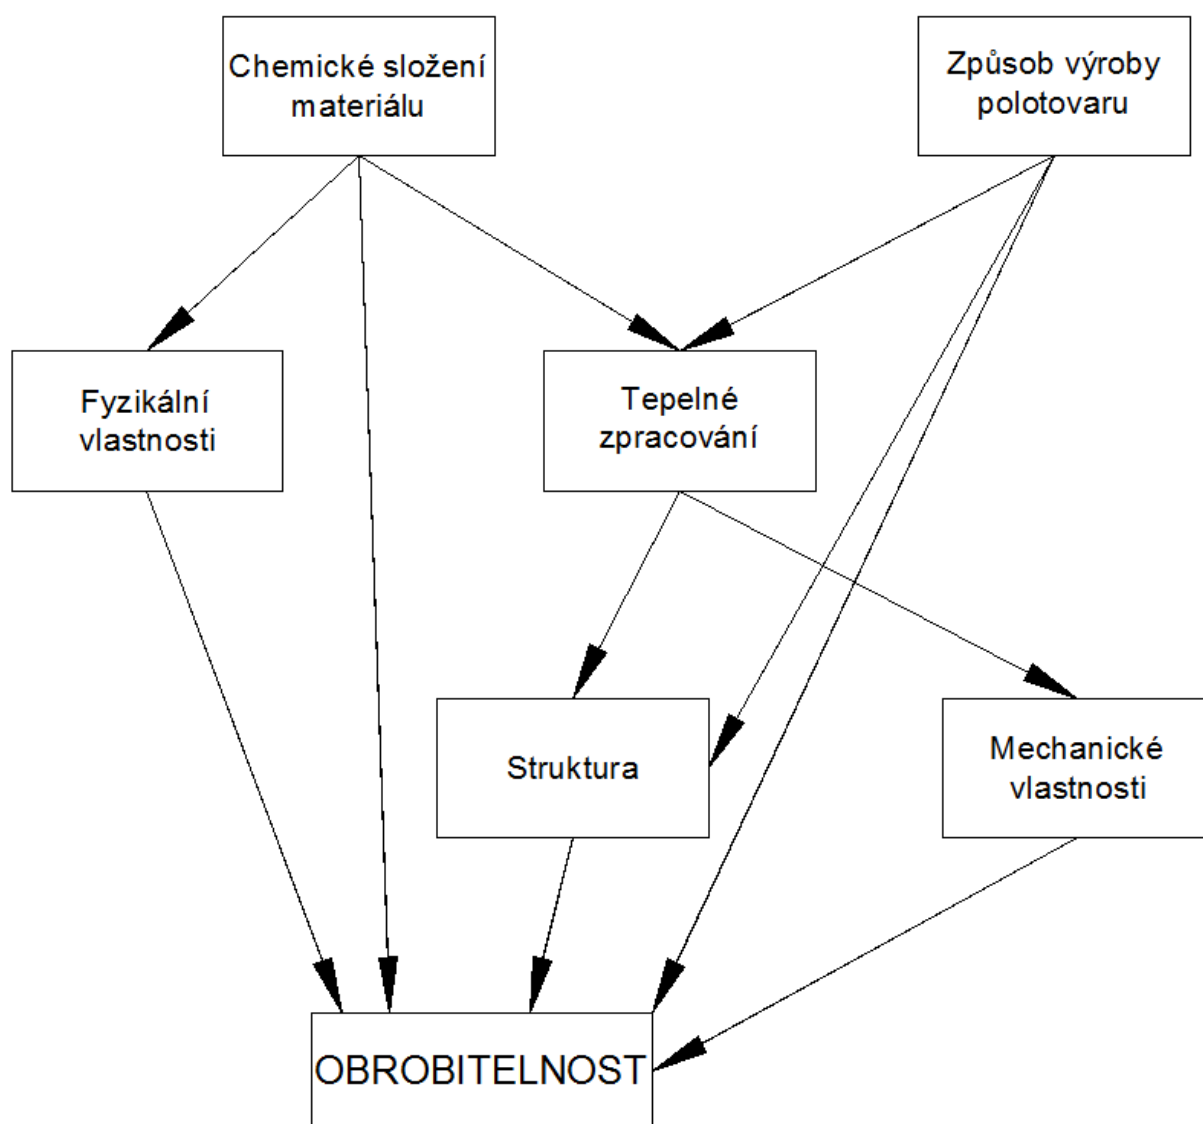 Chemické složení
materiálu
Způsob výroby
polotovaru
Fyzikální
vlastnosti
Tepelné
zpracování
Struktura
Mechanické
vlastnosti
OBROBITELNOST